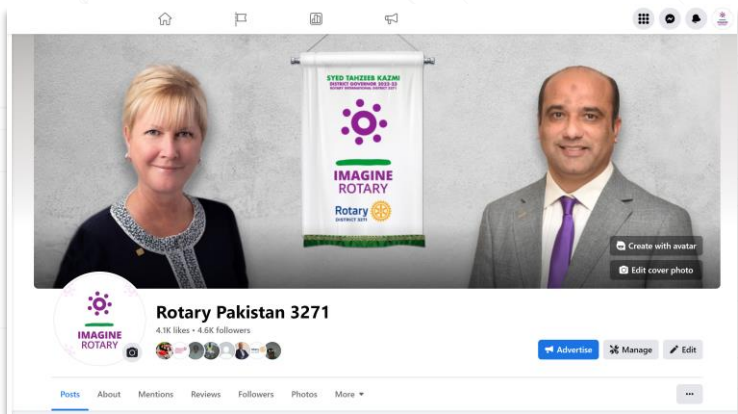 SYED TAHZEEB KAZMI
DISTRICT GOVERNOR 2022-23
ROTARY INTERNATIONAL DISTRICT 3271
IMAGINE
ROTARY
Rotary
DISTRICT 3271
Create with avatar
Edit cover photo
IMAGINE
ROTARY
Rotary Pakistan 3271
4.1K likes • 4.6K followers
Advertise
Manage
Edit
Posts
About
Mentions
Reviews
Followers
Photos
More